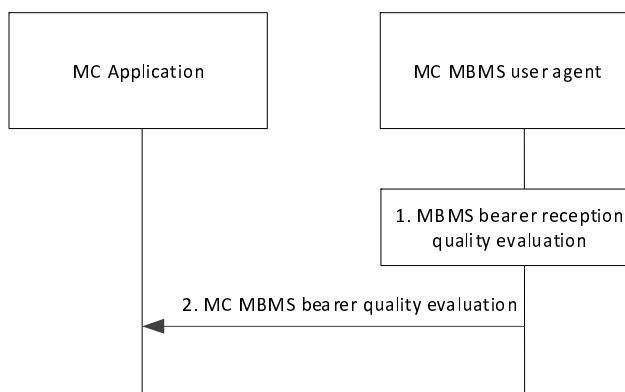 MC Application
MC MBMS user agent
1. MBMS bearer reception
quality evaluation
2. MC MBMS bearer quality evaluation